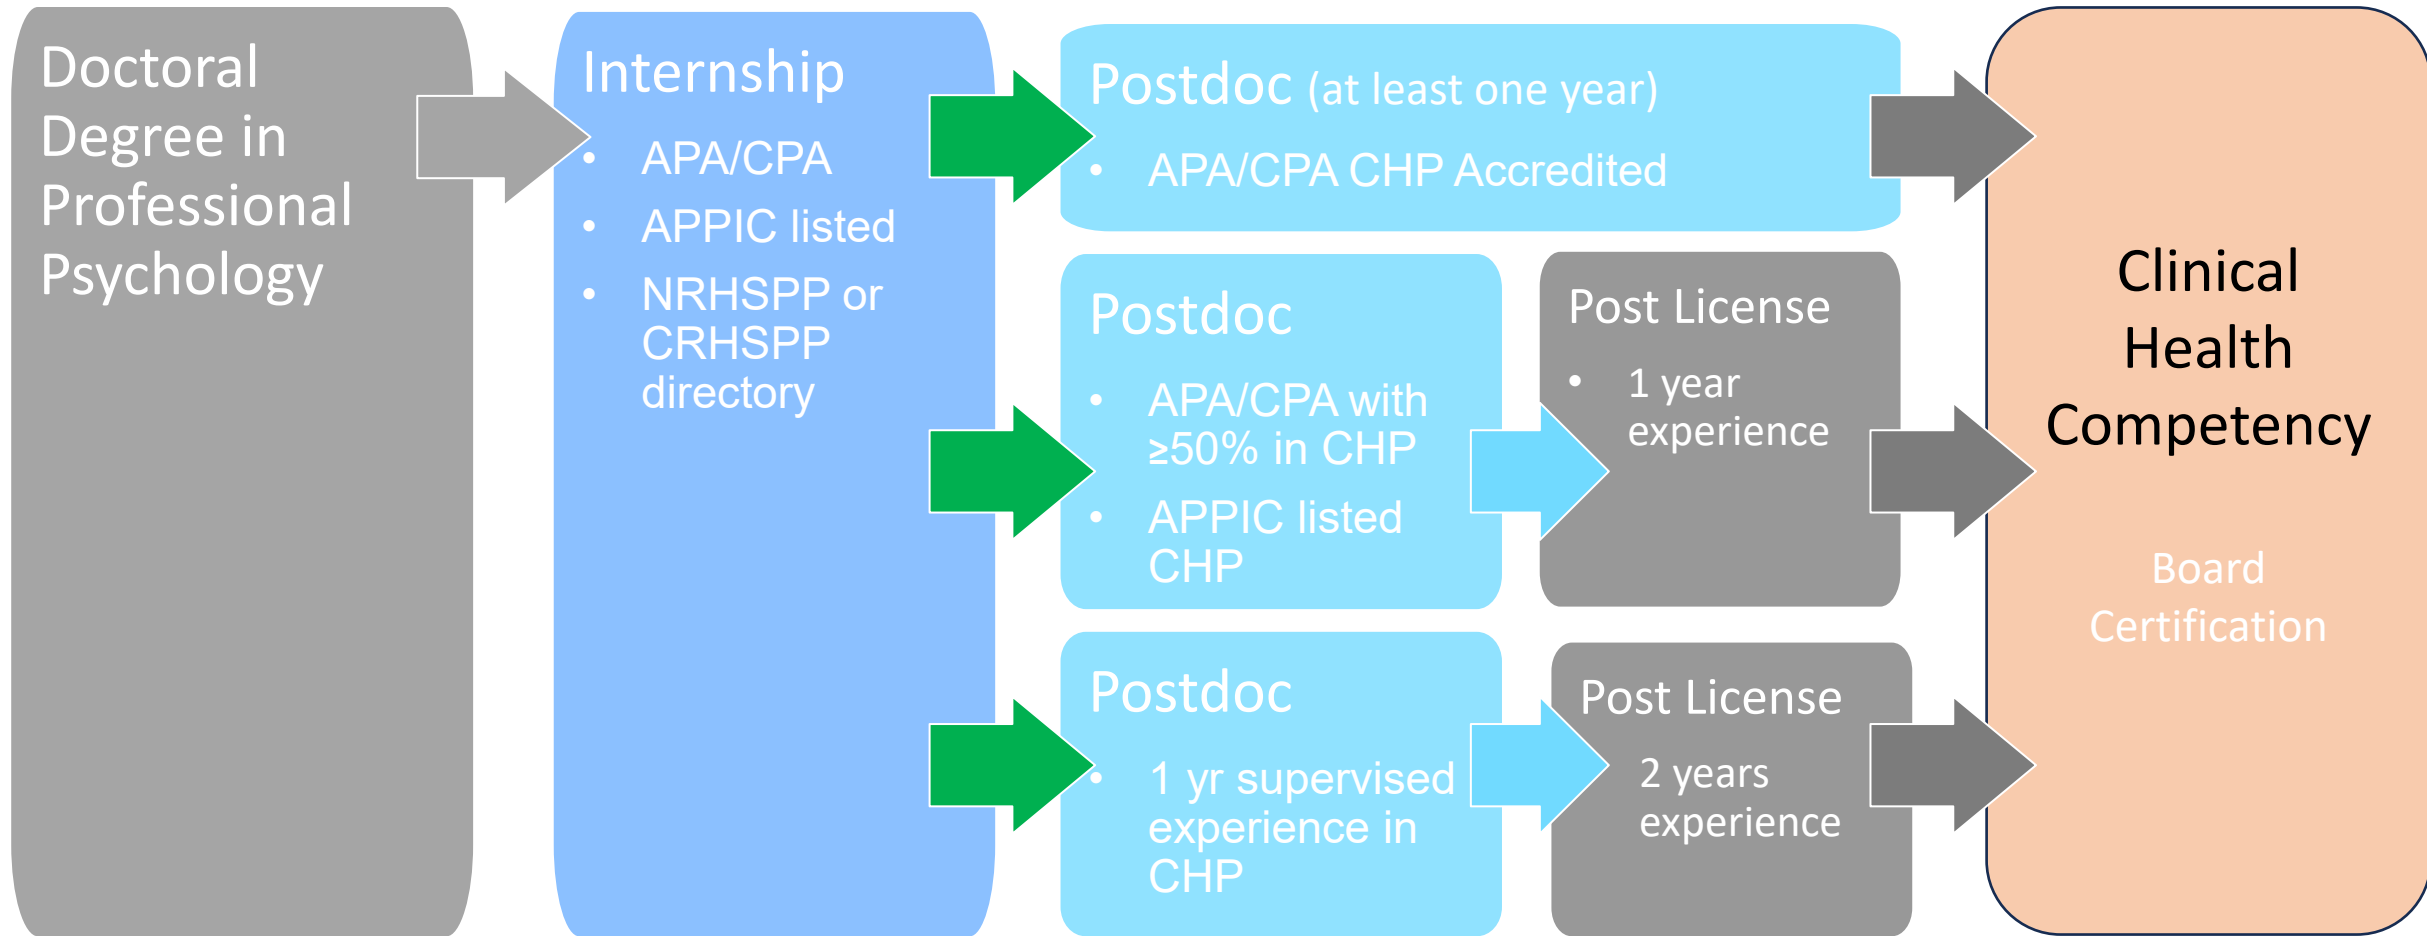 Doctoral
Degree in
Professional
Psychology
Internship
• APA/CPA
• APPIC listed
• NRHSPP or
CRHSPP
directory
Postdoc (at least one year)
• APA/CPA CHP Accredited
Postdoc
• APA/CPA with
≥50% in CHP
• APPIC listed
CHP
Post License
• 1 year
experience
Postdoc
• 1 yr supervised
experience in
CHP
Post License
2 years
experience
Clinical
Health
Competency
Board
Certification